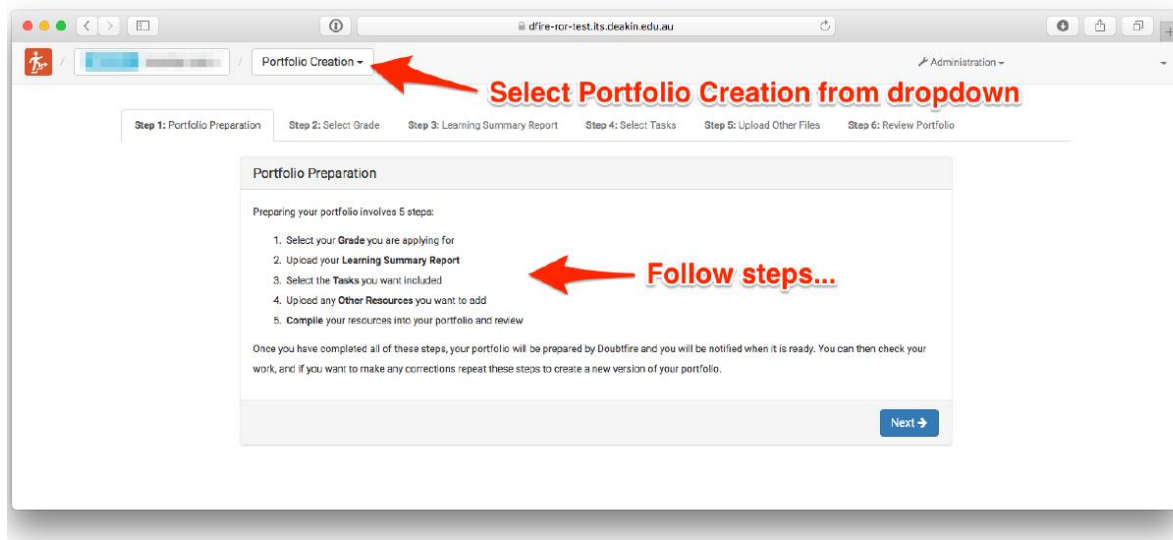 dfire-ror-test.its.deakin.edu.au
/ / Portfolio Creation Administration
Select Portfolio Creation from dropdown
Step 1: Portfolio Preparation Step 2: Select Grade Step 3: Learning Summary Report Step 4: Select Tasks Step 5: Upload Other Files Step 6: Review Portfolio
Portfolio Preparation
Preparing your portfolio involves 5 steps:
1. Select your Grade you are applying for
2. Upload your Learning Summary Report
3. Select the Tasks you want included
Follow steps...
4. Upload any Other Resources you want to add
5. Compile your resources into your portfolio and review
Once you have completed all of these steps, your portfolio will be prepared by Doubtfire and you will be notified when it is ready. You can then check your
work, and if you want to make any corrections repeat these steps to create a new version of your portfolio.
Next